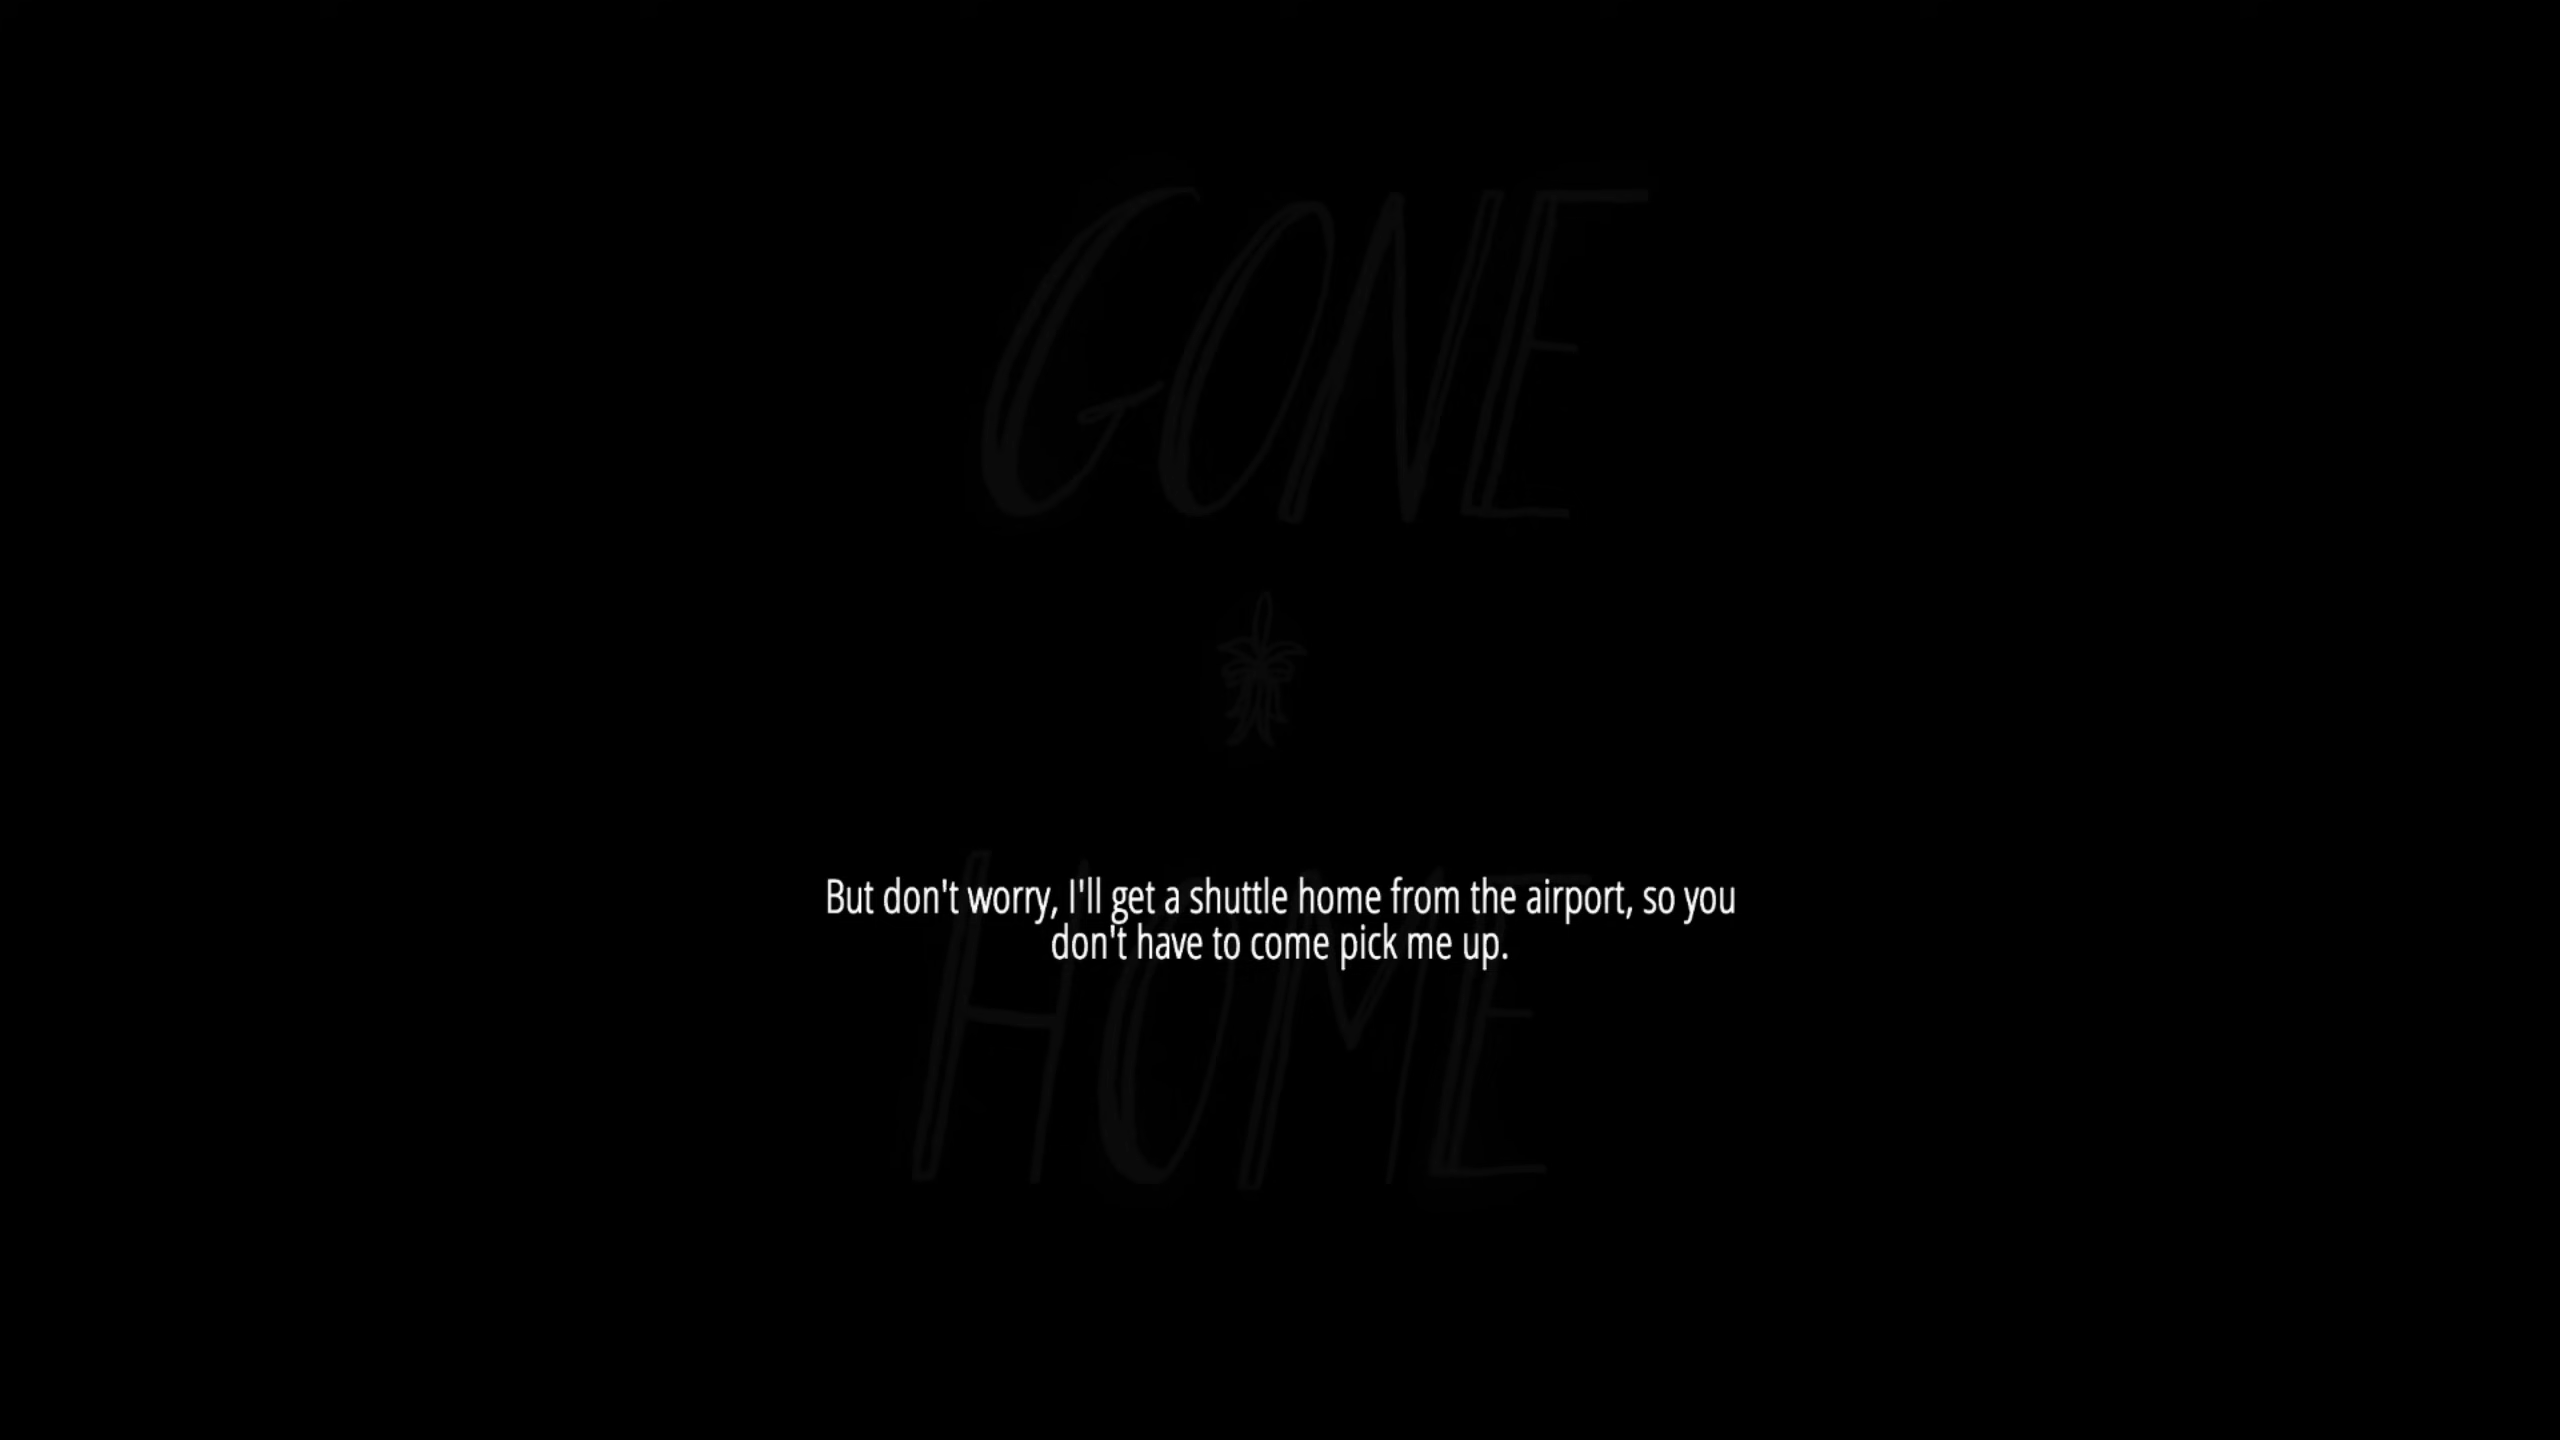 GONE
But don't worry, I'll get a shuttle home from the airport, so you
don't have to come pick me up.
HOME